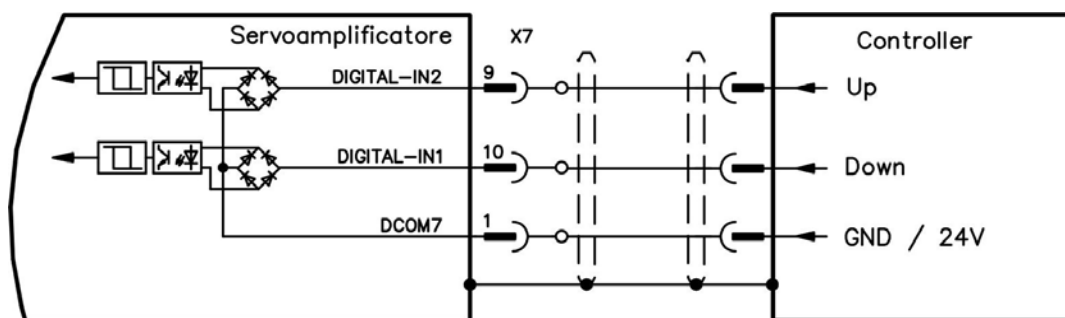 Servoamplificatore
X7
Controller
DIGITAL-IN2
9
Up
DIGITAL-IN1
10
Down
DCOM7
1
GND / 24V